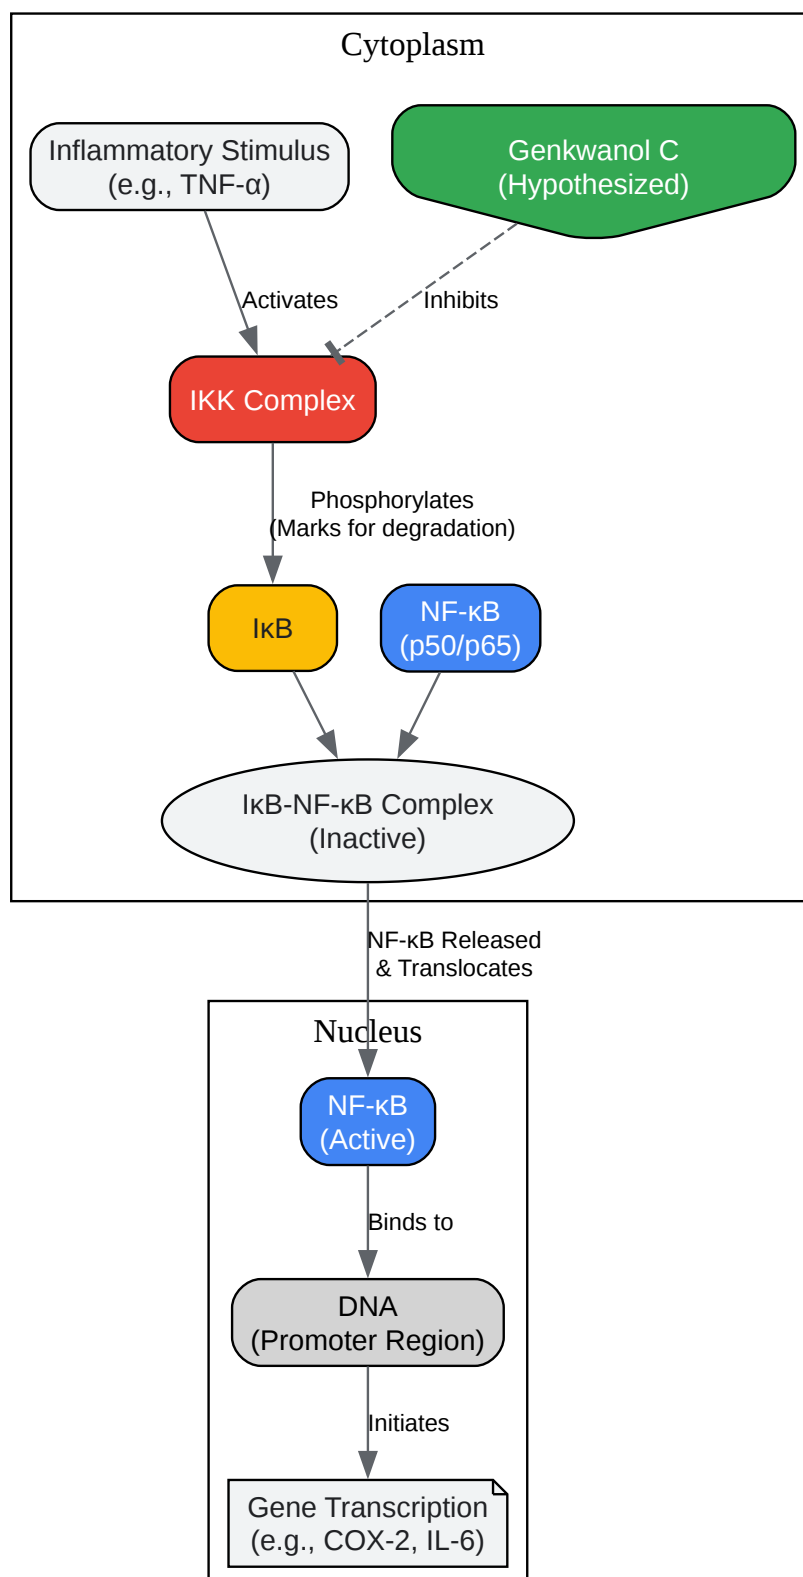 Cytoplasm
Inflammatory Stimulus
(e.g., TNF-α)
Genkwanol C
(Hypothesized)
Activates
Inhibits
IKK Complex
Phosphorylates
(Marks for degradation)
IκB
NF-κB
(p50/p65)
IκB-NF-κB Complex
(Inactive)
NF-κB Released
& Translocates
Nucleus
NF-κB
(Active)
Binds to
DNA
(Promoter Region)
Initiates
Gene Transcription
(e.g., COX-2, IL-6)